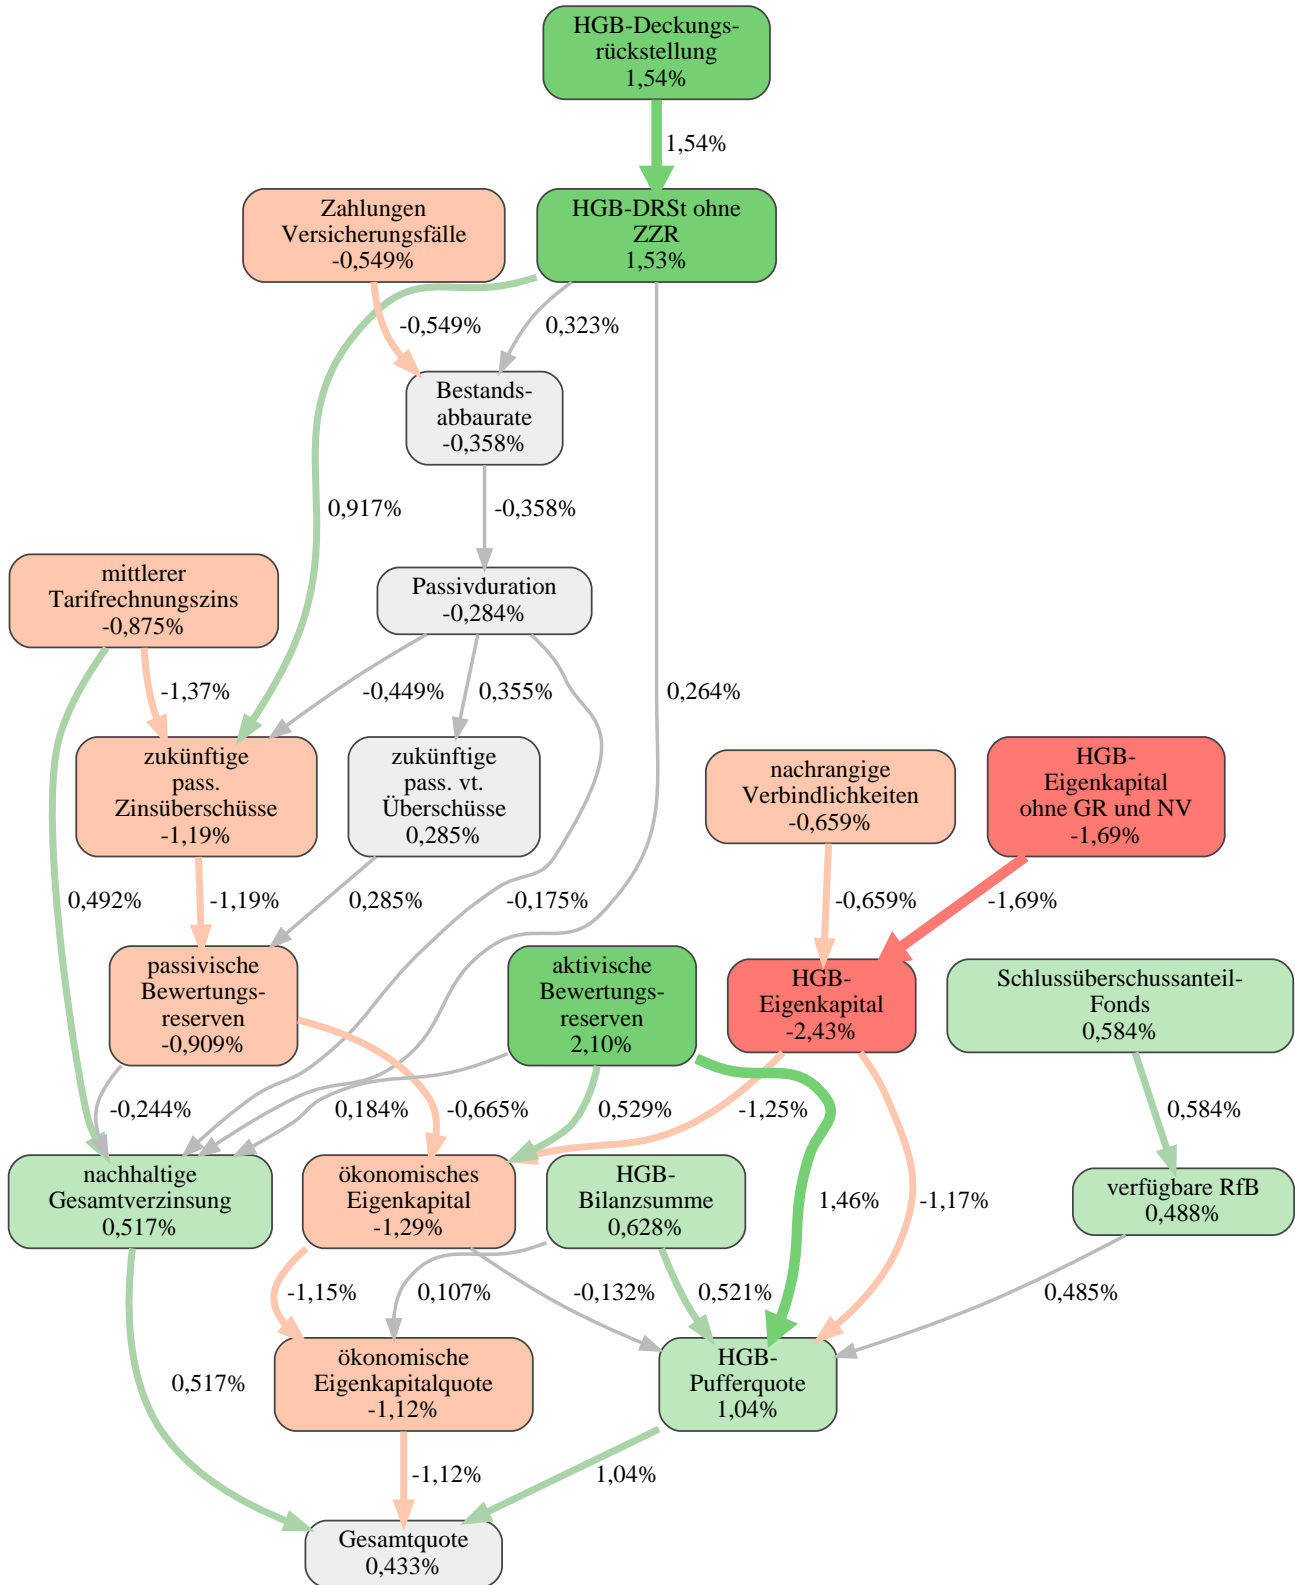 HGB-Deckungs-
rückstellung
1,54%
1,54%
Zahlungen
Versicherungsfälle
-0,549%
HGB-DRSt ohne
ZZR
1,53%
-0,549%
0,323%
Bestands-
abbaurate
-0,358%
0,917%
-0,358%
mittlerer
Tarifrechnungszins
-0,875%
Passivduration
-0,284%
-1,37%
-0,449%
0,355%
0,264%
zukünftige
pass.
Zinsüberschüsse
-1,19%
zukünftige
pass. vt.
Überschüsse
0,285%
nachrangige
Verbindlichkeiten
-0,659%
HGB-
Eigenkapital
ohne GR und NV
-1,69%
0,492%
-1,19%
0,285%
-0,175%
-0,659%
-1,69%
passivische
Bewertungs-
reserven
-0,909%
aktivische
Bewertungs-
reserven
2,10%
HGB-
Eigenkapital
-2,43%
Schlussüberschussanteil-
Fonds
0,584%
-0,244%
0,184%
-0,665%
0,529%
-1,25%
0,584%
nachhaltige
Gesamtverzinsung
0,517%
ökonomisches
Eigenkapital
-1,29%
HGB-
Bilanzsumme
0,628%
1,46%
-1,17%
verfügbare RfB
0,488%
-1,15%
0,107%
-0,132%
0,521%
0,485%
0,517%
ökonomische
Eigenkapitalquote
-1,12%
HGB-
Pufferquote
1,04%
-1,12%
1,04%
Gesamtquote
0,433%